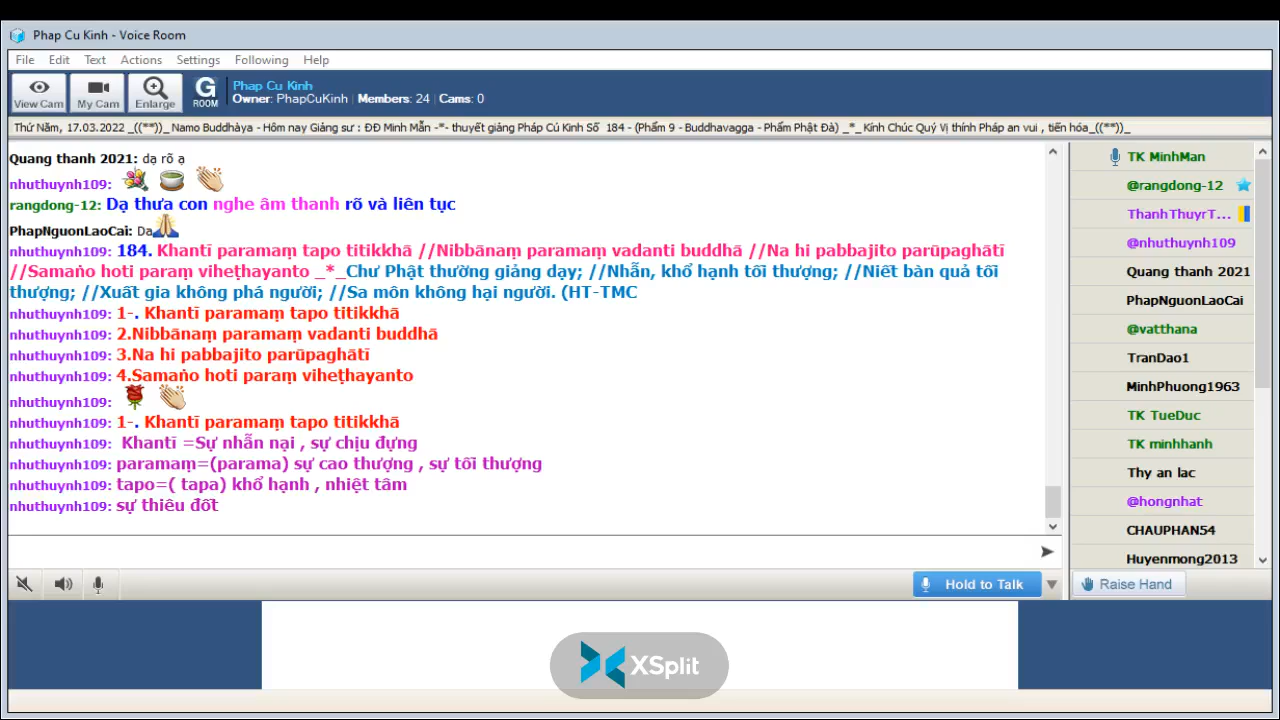 Phap Cu Kinh - Voice Room
File Edit Text Actions Settings Following Help
View Cam
My Cam
Enlarge
G
ROOM
Phap Cu Kinh
Owner: PhapCuKinh | Members: 24 | Cams: 0
Thứ Năm, 17.03.2022 _((**))_ Namo Buddhàya - Hôm nay Giảng sư : ĐĐ Minh Mẫn -*- thuyết giảng Pháp Cú Kinh Số 184 - (Phẩm 9 - Buddhavagga - Phẩm Phật Đà) _*_ Kính Chúc Quý Vị thính Pháp an vui , tiến hóa_((**))_
Quang thanh 2021: dạ rõ ạ
nhuthuynh109:
rangdong-12: Dạ thưa con nghe âm thanh rõ và liên tục
PhapNguonLaoCai: Da
nhuthuynh109: 184. Khantī paramaṃ tapo titikkhā //Nibbānaṃ paramaṃ vadanti buddhā //Na hi pabbajito parūpaghātī
//Samaṅo hoti paraṃ viheṭhayanto _*_Chư Phật thường giảng dạy; //Nhẫn, khổ hạnh tối thượng; //Niết bàn quả tối
thượng; //Xuất gia không phá người; //Sa môn không hại người. (HT-TMC
nhuthuynh109: 1-. Khantī paramaṃ tapo titikkhā
nhuthuynh109: 2.Nibbānaṃ paramaṃ vadanti buddhā
nhuthuynh109: 3.Na hi pabbajito parūpaghātī
nhuthuynh109: 4.Samaṅo hoti paraṃ viheṭhayanto
nhuthuynh109:
nhuthuynh109: 1-. Khantī paramaṃ tapo titikkhā
nhuthuynh109: Khantī =Sự nhẫn nại , sự chịu đựng
nhuthuynh109: paramaṃ=(parama) sự cao thượng , sự tối thượng
nhuthuynh109: tapo=( tapa) khổ hạnh , nhiệt tâm
nhuthuynh109: sự thiêu đốt
TK MinhMan
@rangdong-12
ThanhThuyrT...
@nhuthuynh109
Quang thanh 2021
PhapNguonLaoCai
@vatthana
TranDao1
MinhPhuong1963
TK TueDuc
TK minhhanh
Thy an lac
@hongnhat
CHAUPHAN54
Huyenmong2013
Hold to Talk
Raise Hand
XSplit